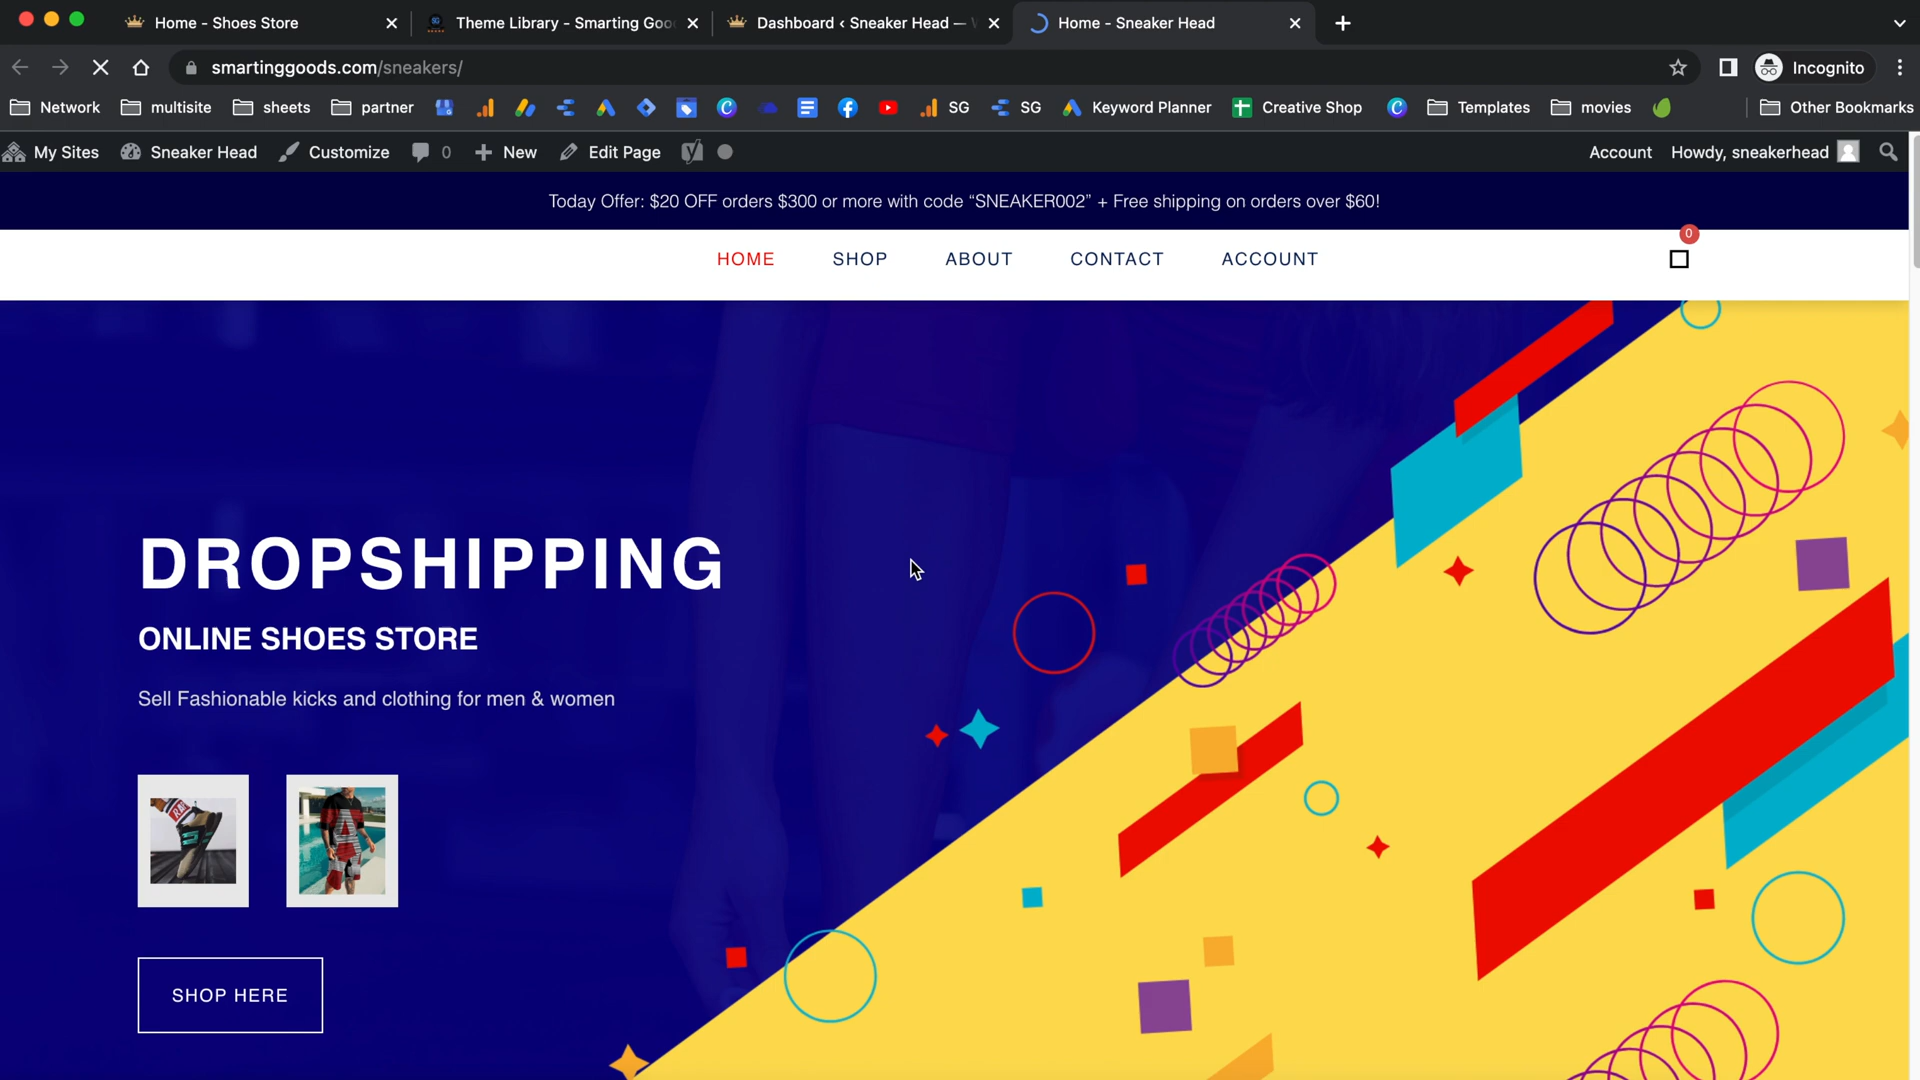 Home - Shoes Store
Theme Library - Smarting Goo
Dashboard ‹ Sneaker Head —
Home - Sneaker Head
smartinggoods.com/sneakers/
Incognito
Network
multisite
sheets
partner
SG
SG
Keyword Planner
Creative Shop
Templates
movies
Other Bookmarks
My Sites
Sneaker Head
Customize
0
New
Edit Page
Account
Howdy, sneakerhead
Today Offer: $20 OFF orders $300 or more with code “SNEAKER002” + Free shipping on orders over $60!
HOME
SHOP
ABOUT
CONTACT
ACCOUNT
0
DROPSHIPPING
ONLINE SHOES STORE
Sell Fashionable kicks and clothing for men & women
SHOP HERE